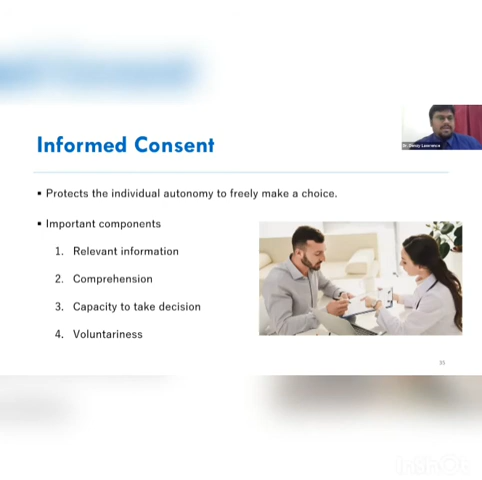 Informed Consent
▪ Protects the individual autonomy to freely make a choice.
▪ Important components
1. Relevant information
2. Comprehension
3. Capacity to take decision
4. Voluntariness